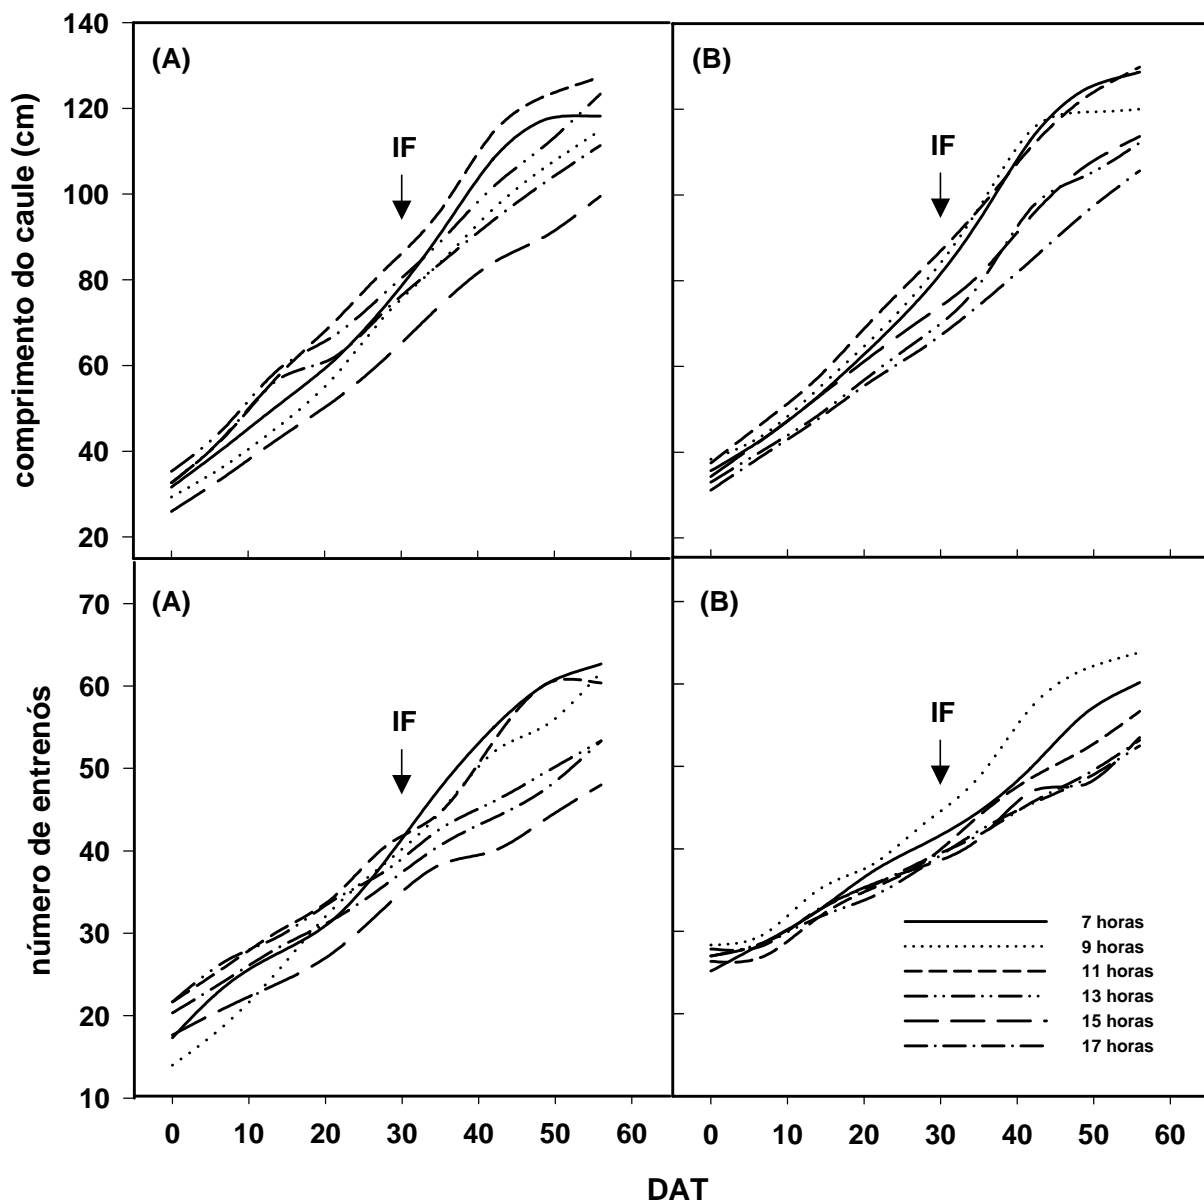 140
120
100
80
60
40
20
comprimento do caule (cm)
(A)
IF
(B)
IF
70
60
50
40
30
20
10
número de entrenós
(A)
IF
(B)
IF
7 horas
9 horas
11 horas
13 horas
15 horas
17 horas
0 10 20 30 40 50 60
0 10 20 30 40 50 60
DAT